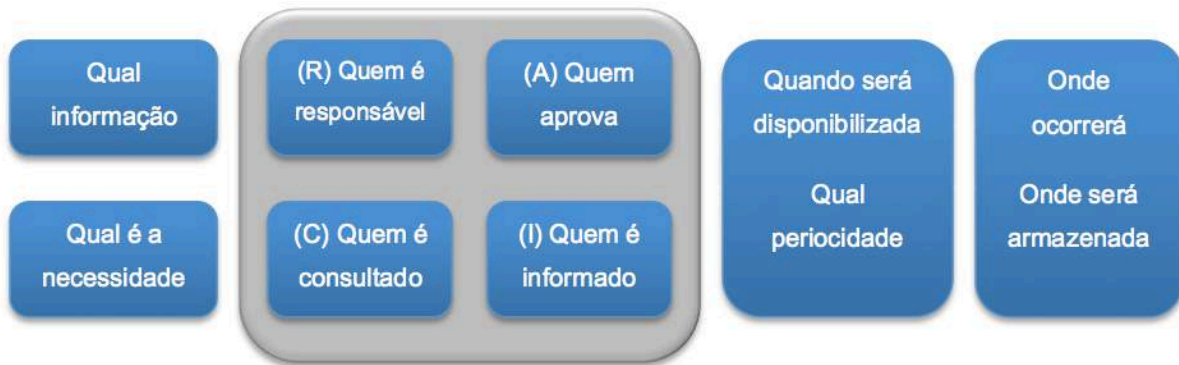 Qual
informação
Qual é a
necessidade
(R) Quem é
responsável
(A) Quem
aprova
(C) Quem é
consultado
(I) Quem é
informado
Quando será
disponibilizada
Qual
periocidade
Onde
ocorrerá
Onde será
armazenada